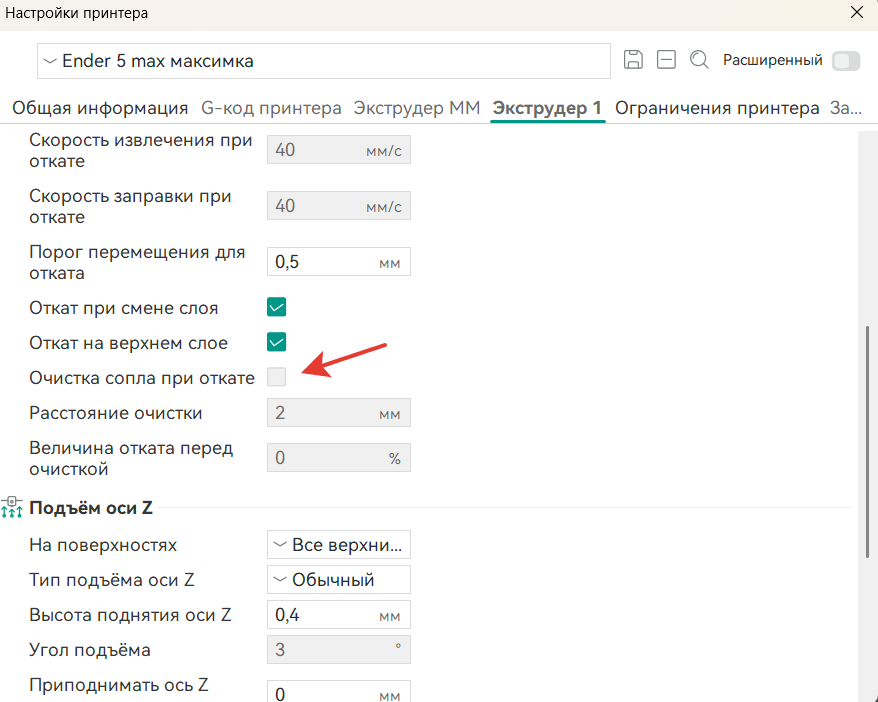 Настройки принтера
Ender 5 max максимка
Расширенный
Общая информация G-код принтера Экструдер ММ Экструдер 1 Ограничения принтера За...
Скорость извлечения при
откате
40 мм/с
Скорость заправки при
откате
40 мм/с
Порог перемещения для
отката
0,5 мм
Откат при смене слоя
Откат на верхнем слое
Очистка сопла при откате
Расстояние очистки 2 мм
Величина отката перед
очисткой
0 %
Подъём оси Z
На поверхностях Все верхни...
Тип подъёма оси Z Обычный
Высота поднятия оси Z 0,4 мм
Угол подъёма 3 °
Приподнимать ось Z 0 мм